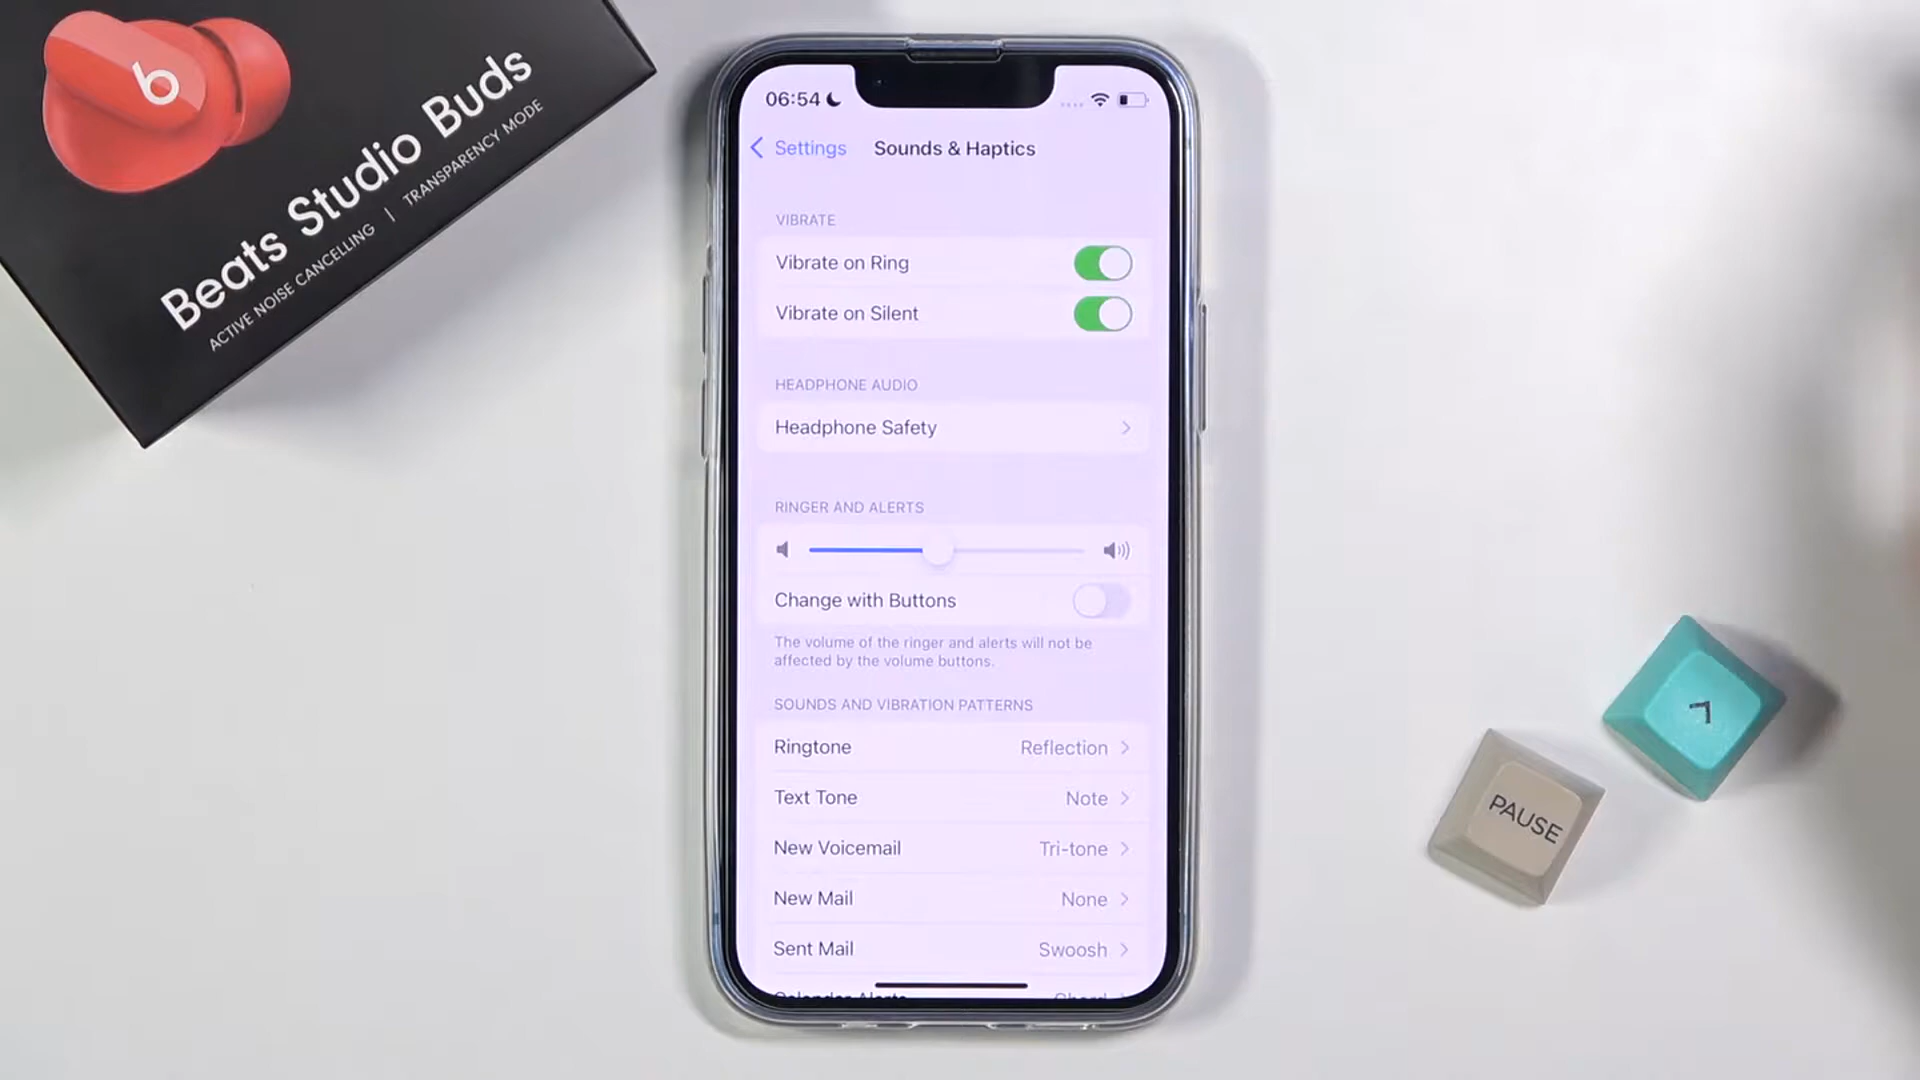 b
Beats Studio Buds
ACTIVE NOISE CANCELLING | TRANSPARENCY MODE
06:54
Settings
Sounds & Haptics
VIBRATE
Vibrate on Ring
Vibrate on Silent
HEADPHONE AUDIO
Headphone Safety
RINGER AND ALERTS
Change with Buttons
The volume of the ringer and alerts will not be
affected by the volume buttons.
SOUNDS AND VIBRATION PATTERNS
Ringtone Reflection
Text Tone Note
New Voicemail Tri-tone
New Mail None
Sent Mail Swoosh
Calendar Alerts Chord
PAUSE